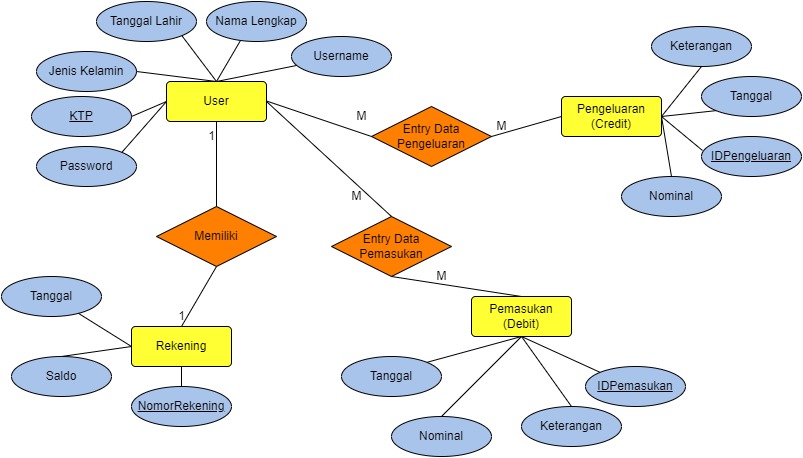 Tanggal Lahir
Nama Lengkap
Username
Jenis Kelamin
KTP
Password
User
1
M
M
Entry Data
Pengeluaran
M
Pengeluaran
(Credit)
Keterangan
Tanggal
IDPengeluaran
Nominal
Memiliki
1
Entry Data
Pemasukan
M
Tanggal
Saldo
Rekening
NomorRekening
Pemasukan
(Debit)
Tanggal
Nominal
Keterangan
IDPemasukan